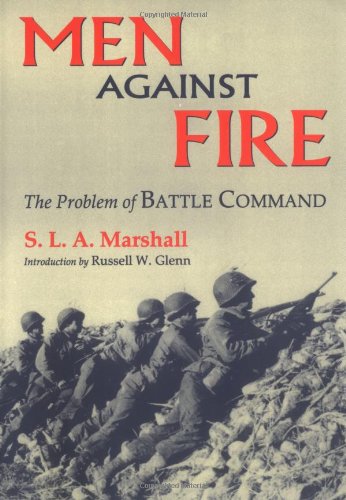 MEN
AGAINST
FIRE
The Problem of BATTLE COMMAND
S. L. A. Marshall
Introduction by Russell W. Glenn